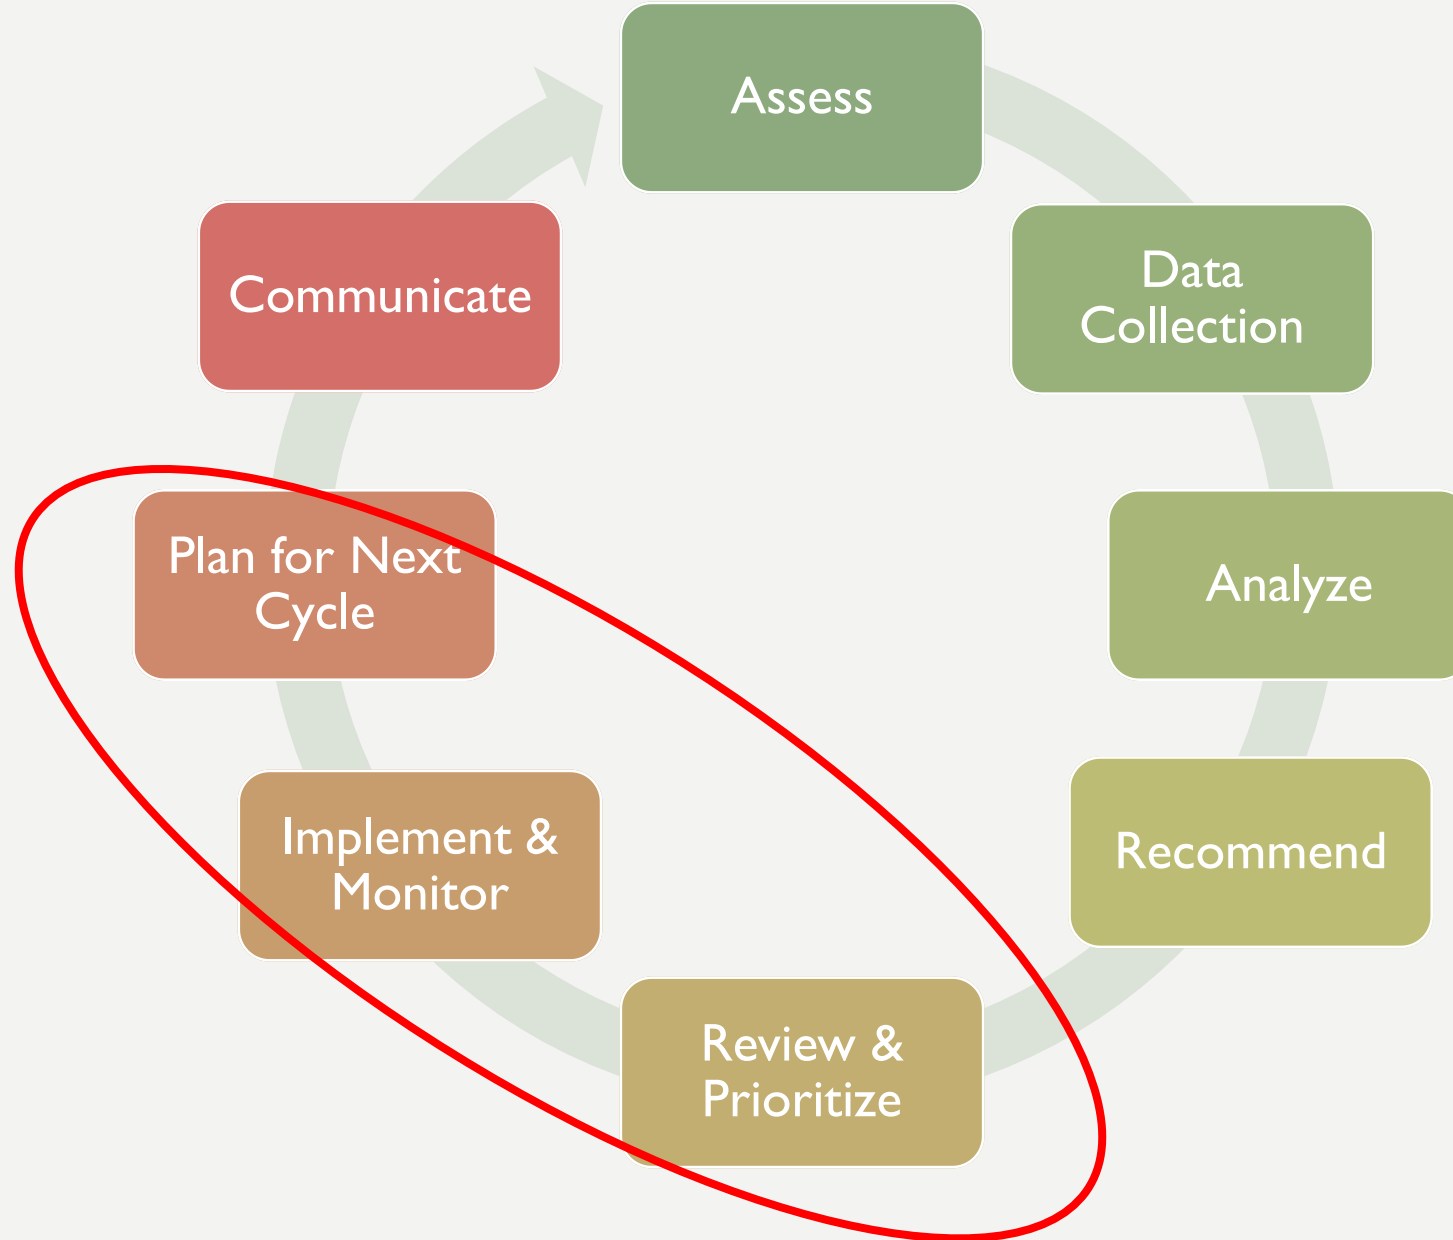 Assess
Data
Collection
Analyze
Recommend
Review &
Prioritize
Implement &
Monitor
Plan for Next
Cycle
Communicate